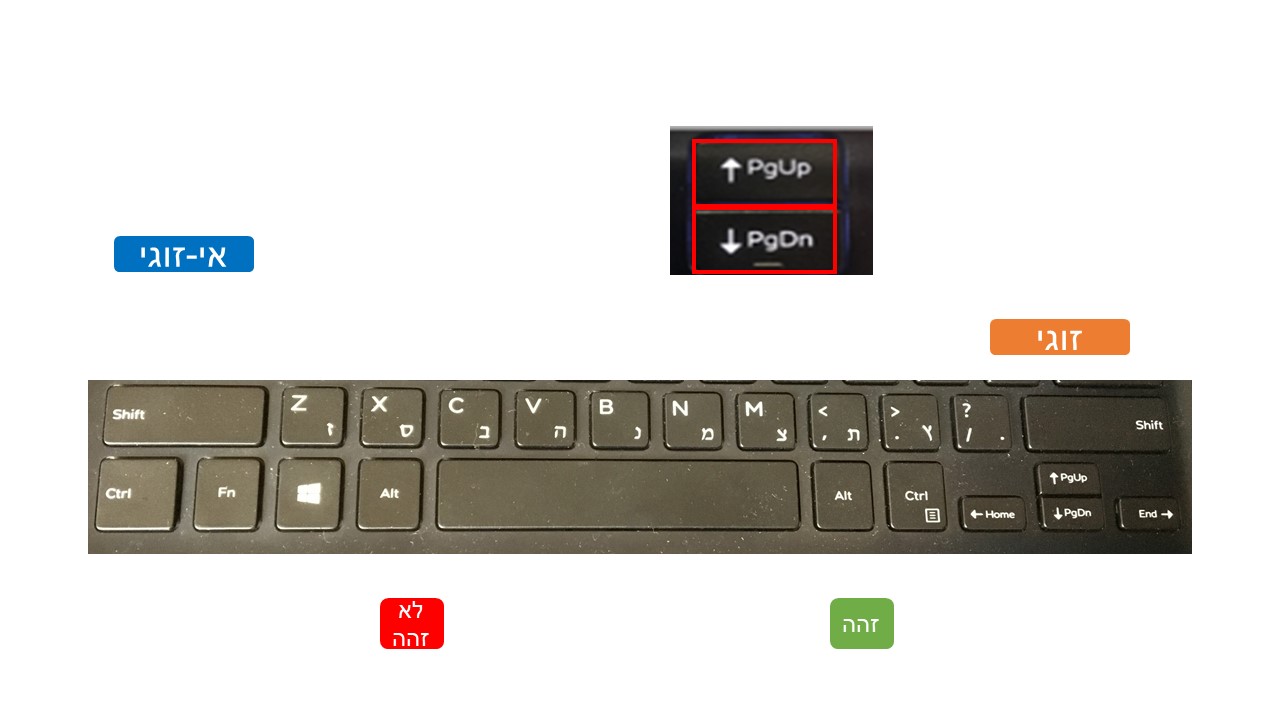 ↑ PgUp
↓ PgDn
אי-זוגי
זוגי
Shift Z ז X ס C ב V ה B נ N מ M צ < , ת > . ץ ? / . Shift
Ctrl Fn Alt Alt Ctrl ← Home ↑ PgUp ↓ PgDn End →
לא
זהה
זהה